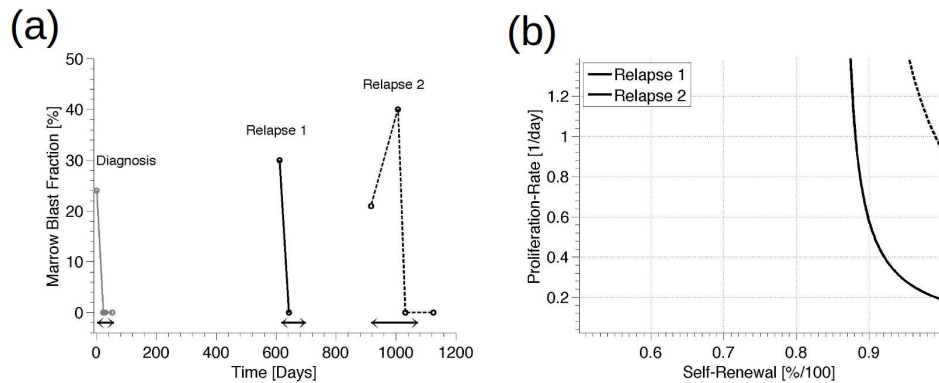 (a)
50
40
30
20
10
0
Marrow Blast Fraction [%]
Diagnosis
Relapse 1
Relapse 2
0 200 400 600 800 1000 1200
Time [Days]
(b)
Relapse 1
Relapse 2
1.2
1
0.8
0.6
0.4
0.2
Proliferation-Rate [1/day]
0.6 0.7 0.8 0.9
Self-Renewal [%/100]